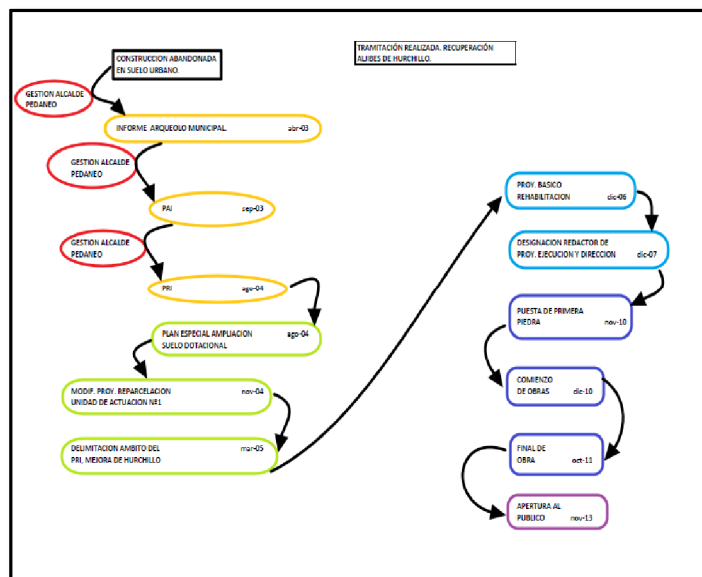 CONSTRUCCION ABANDONADA
EN SUELO URBANO.
TRAMITACIÓN REALIZADA. RECUPERACIÓN
ALJIBES DE HURCHILLO.
GESTION ALCALDE
PEDANEO
INFORME ARQUEOLO MUNICIPAL. abr-03
GESTION ALCALDE
PEDANEO
PAI sep-03
GESTION ALCALDE
PEDANEO
PRI ago-04
PLAN ESPECIAL AMPLIACION ago-04
SUELO DOTACIONAL
MODIF. PROY. REPARCELACION nov-04
UNIDAD DE ACTUACION Nº1
DELIMITACION AMBITO DEL mar-05
PRI, MEJORA DE HURCHILLO
PROY. BASICO
REHABILITACION dic-06
DESIGNACION REDACTOR DE
PROY. EJECUCION Y DIRECCION dic-07
PUESTA DE PRIMERA
PIEDRA nov-10
COMIENZO
DE OBRAS dic-10
FINAL DE
OBRA oct-11
APERTURA AL
PUBLICO nov-13